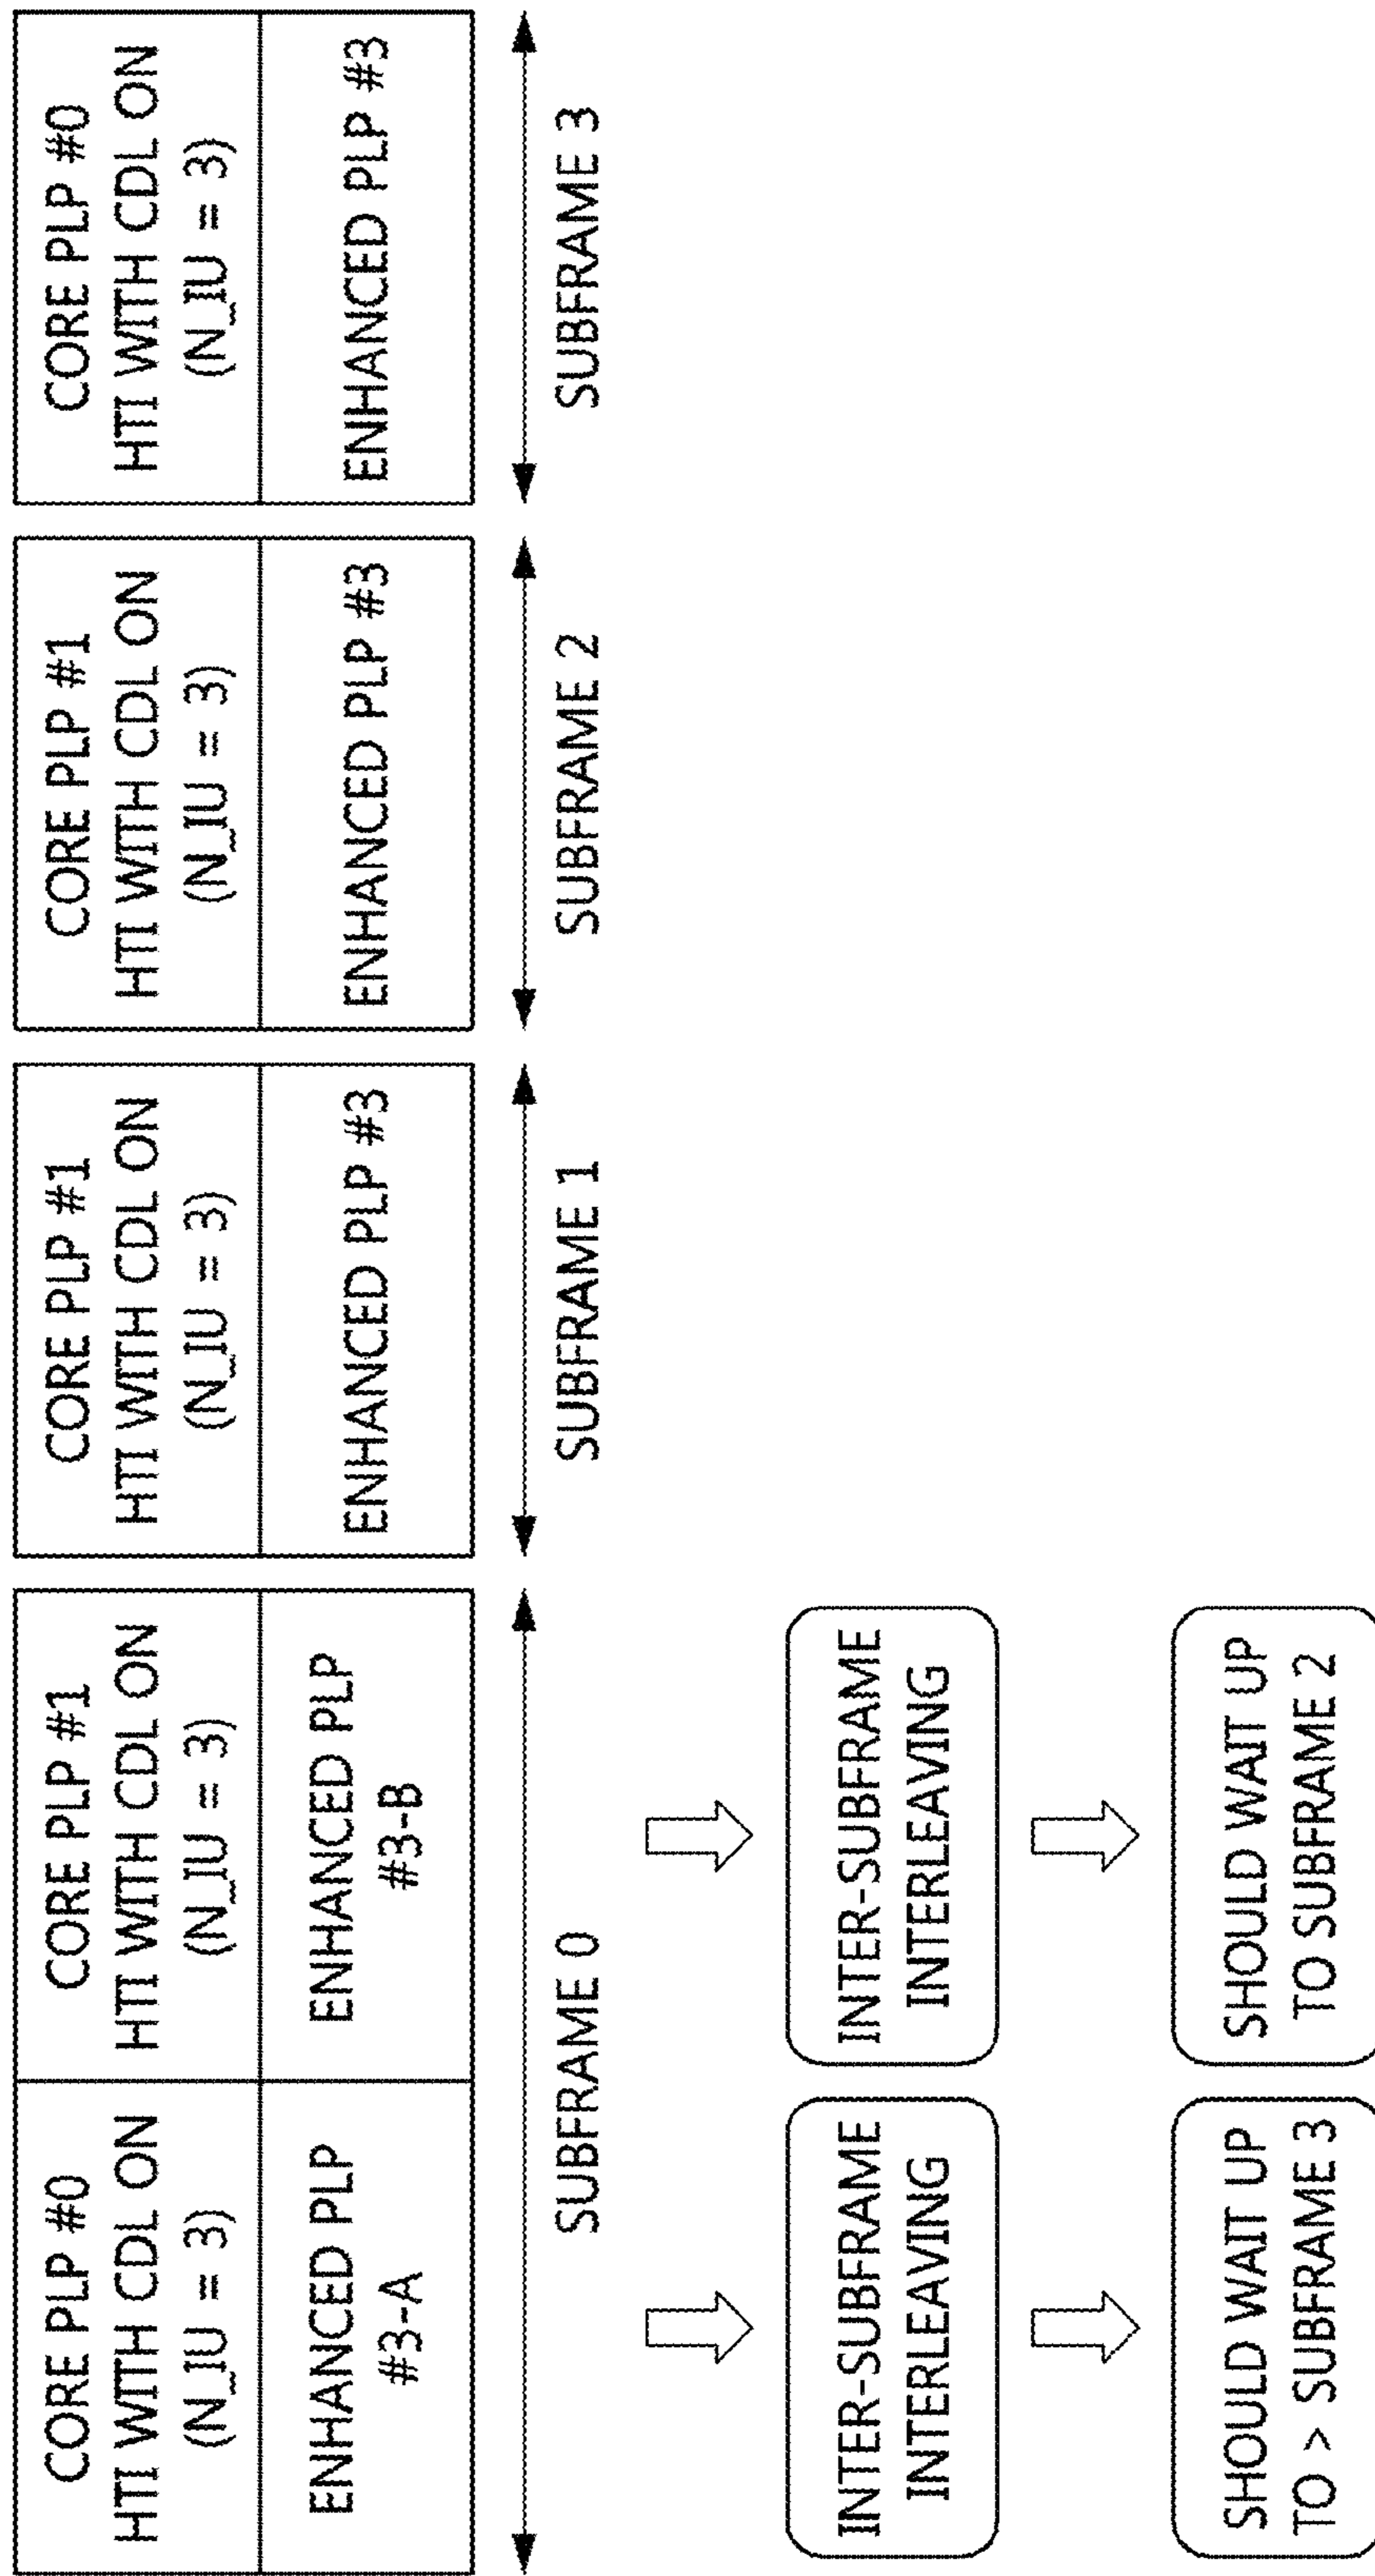 CORE PLP #0
HTI WITH CDL ON
(N_IU = 3)
ENHANCED PLP
#3-A
CORE PLP #1
HTI WITH CDL ON
(N_IU = 3)
ENHANCED PLP
#3-B
SUBFRAME 0
CORE PLP #1
HTI WITH CDL ON
(N_IU = 3)
ENHANCED PLP #3
SUBFRAME 1
CORE PLP #1
HTI WITH CDL ON
(N_IU = 3)
ENHANCED PLP #3
SUBFRAME 2
CORE PLP #0
HTI WITH CDL ON
(N_IU = 3)
ENHANCED PLP #3
SUBFRAME 3
INTER-SUBFRAME
INTERLEAVING
SHOULD WAIT UP
TO > SUBFRAME 3
INTER-SUBFRAME
INTERLEAVING
SHOULD WAIT UP
TO SUBFRAME 2